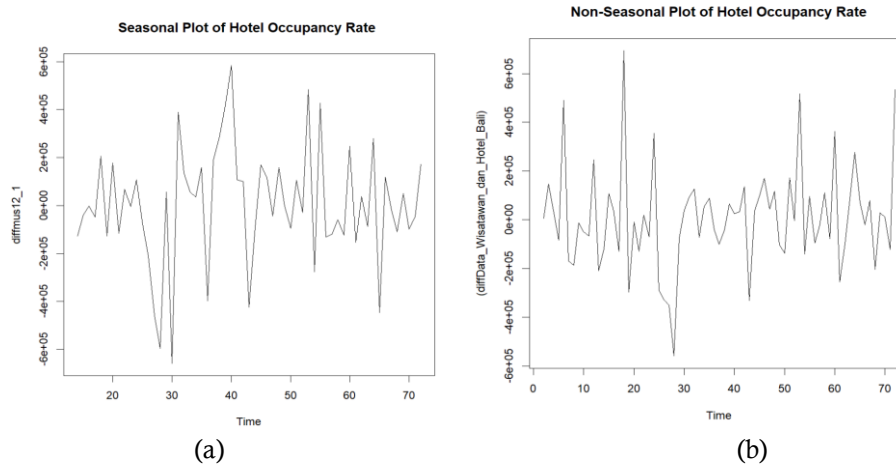 Seasonal Plot of Hotel Occupancy Rate
diffmus12_1
6e+05
4e+05
2e+05
0e+00
-2e+05
-4e+05
-6e+05
20
30
40
50
60
70
Time
(a)
Non-Seasonal Plot of Hotel Occupancy Rate
(diffData_Wisatawan_dan_Hotel_Bali)
6e+05
4e+05
2e+05
0e+00
-2e+05
-4e+05
-6e+05
0
10
20
30
40
50
60
70
Time
(b)